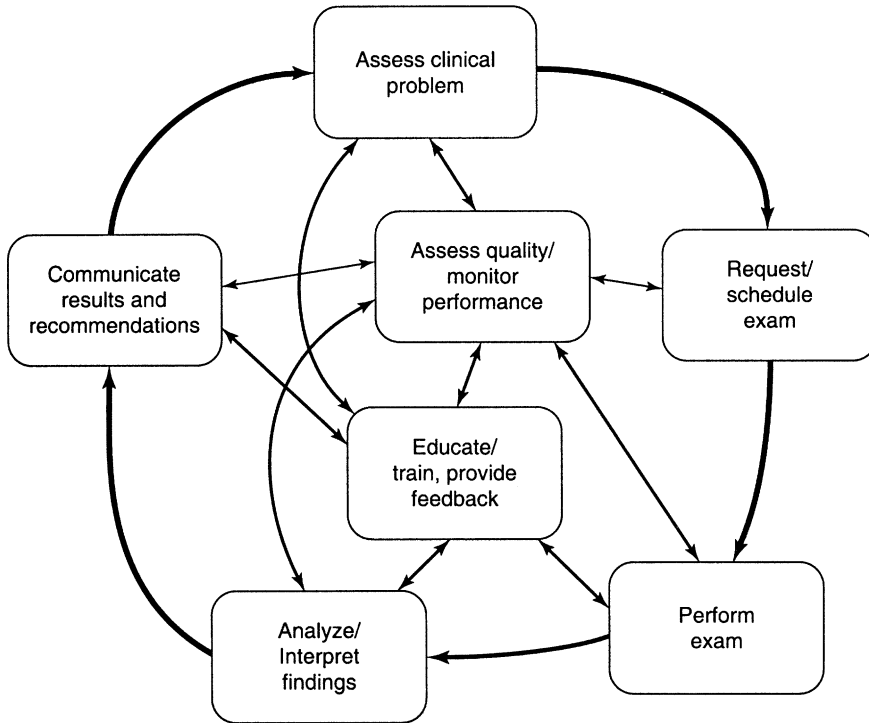 Assess clinical
problem
Assess quality/
monitor
performance
Communicate
results and
recommendations
Request/
schedule
exam
Educate/
train, provide
feedback
Analyze/
Interpret
findings
Perform
exam